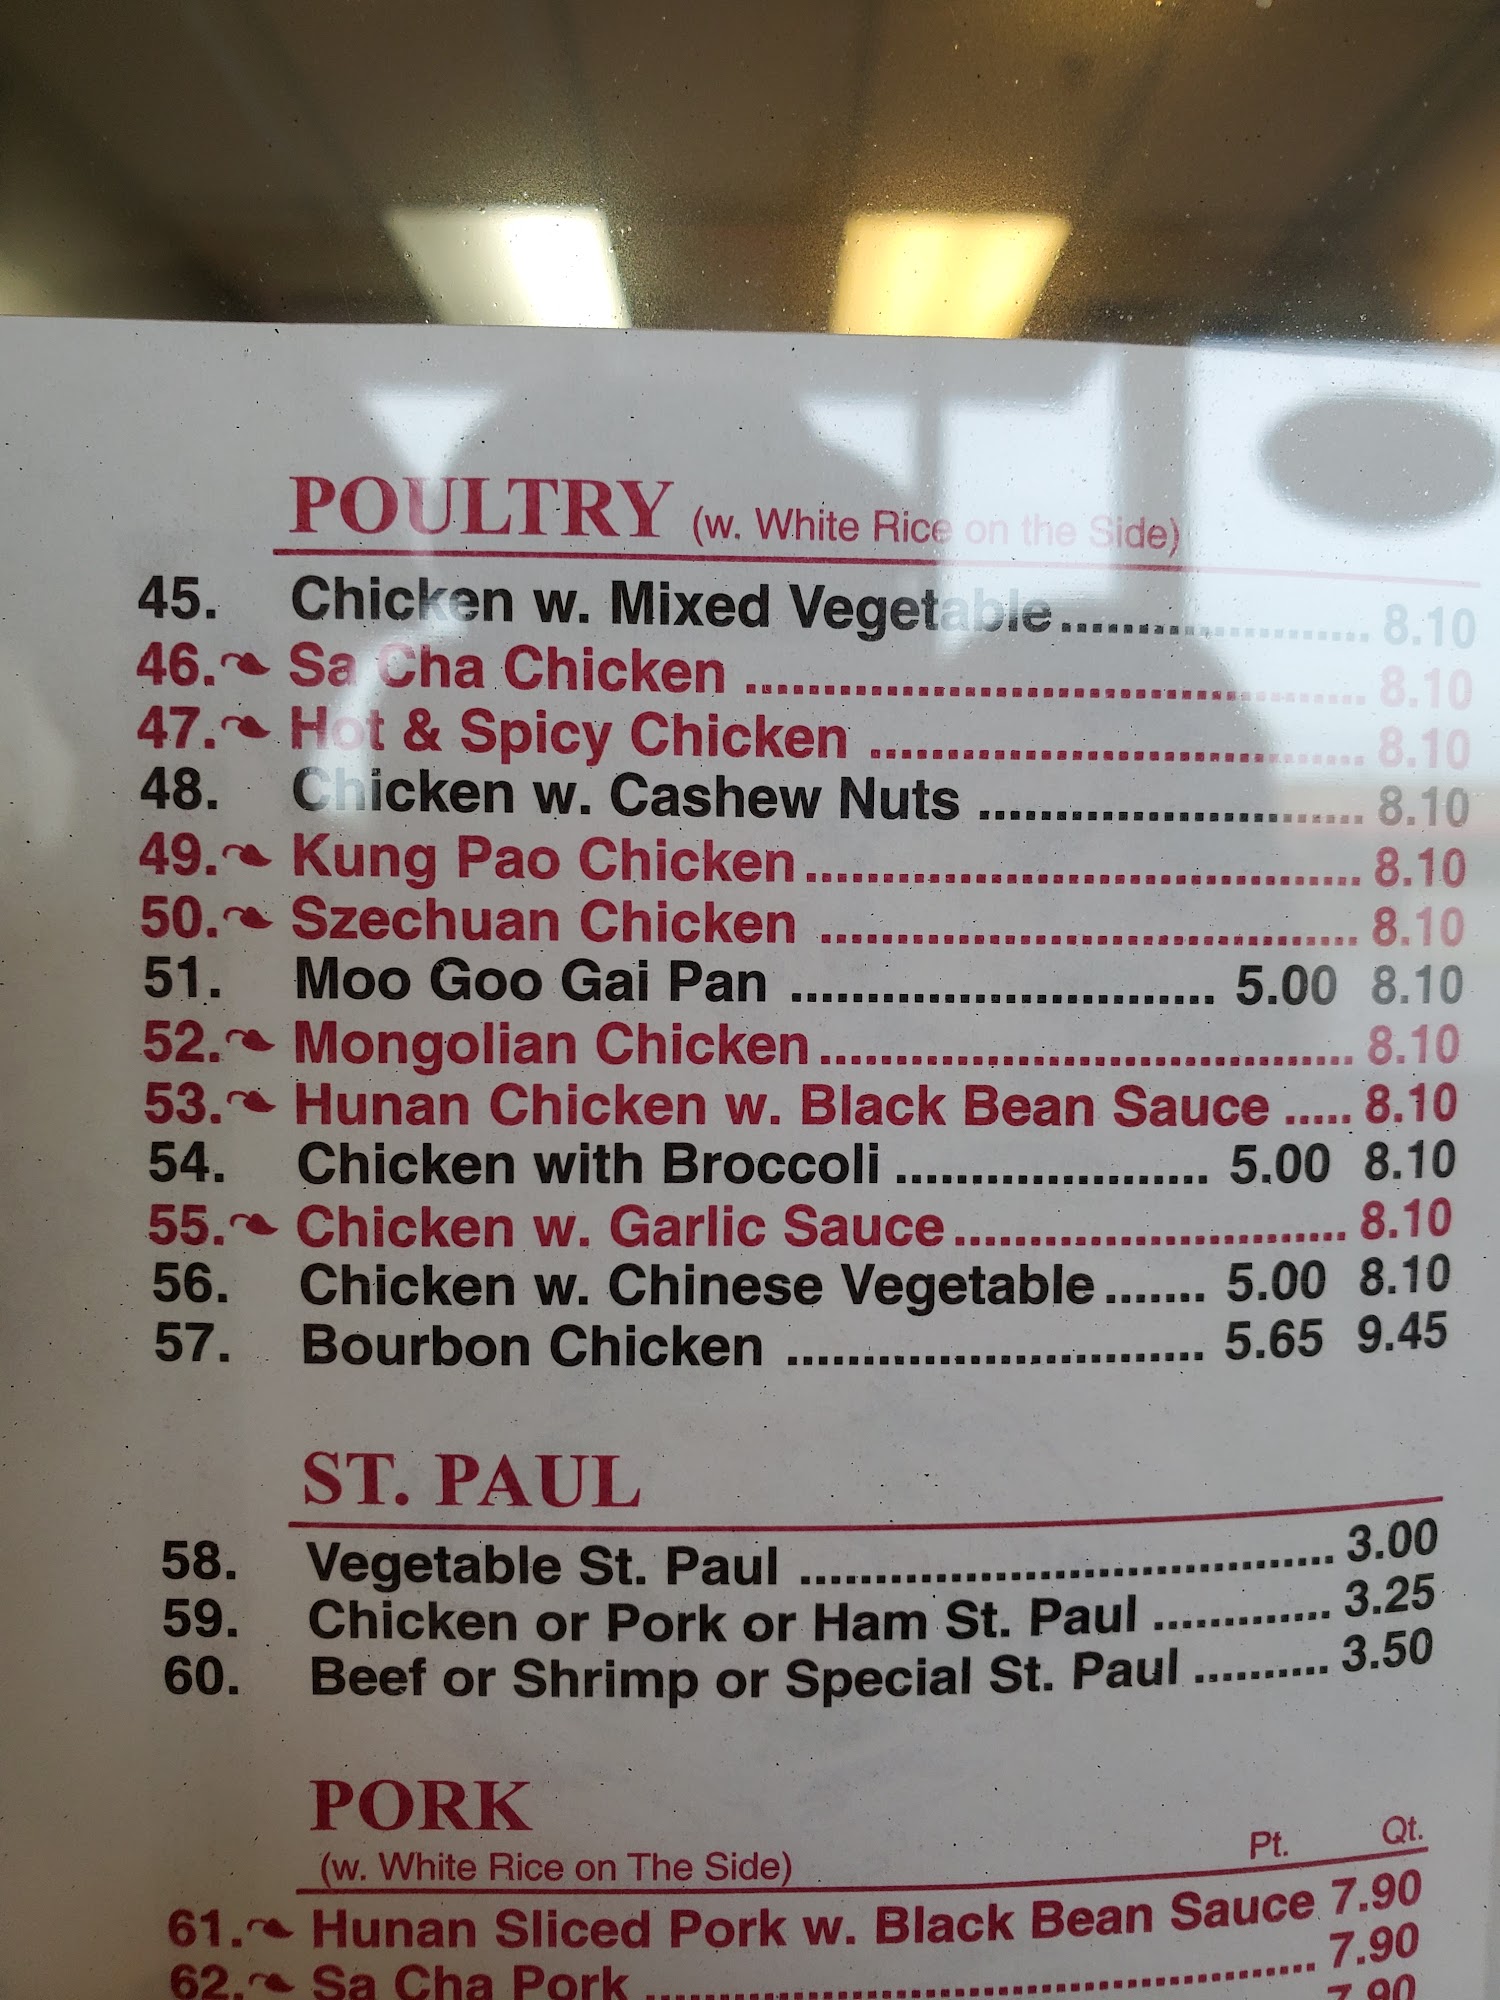 POULTRY (w. White Rice on the Side)
45. Chicken w. Mixed Vegetable.................... 8.10
46. Sa Cha Chicken ........................................ 8.10
47. Hot & Spicy Chicken ................................ 8.10
48. Chicken w. Cashew Nuts ......................... 8.10
49. Kung Pao Chicken.................................... 8.10
50. Szechuan Chicken ................................... 8.10
51. Moo Goo Gai Pan ............................ 5.00 8.10
52. Mongolian Chicken................................... 8.10
53. Hunan Chicken w. Black Bean Sauce ..... 8.10
54. Chicken with Broccoli ..................... 5.00 8.10
55. Chicken w. Garlic Sauce.......................... 8.10
56. Chicken w. Chinese Vegetable....... 5.00 8.10
57. Bourbon Chicken ............................ 5.65 9.45
ST. PAUL
58. Vegetable St. Paul .................................... 3.00
59. Chicken or Pork or Ham St. Paul ............ 3.25
60. Beef or Shrimp or Special St. Paul ......... 3.50
PORK
(w. White Rice on The Side) Pt. Qt.
61. Hunan Sliced Pork w. Black Bean Sauce 7.90
62. Sa Cha Pork ............................................. 7.90
7.90